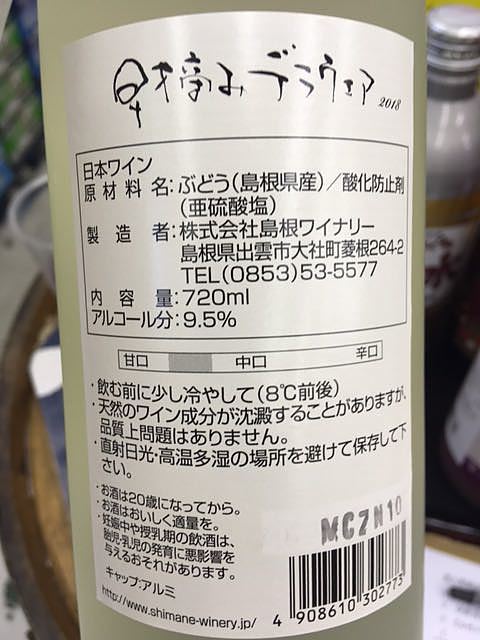 早摘みデラウェア 2018
日本ワイン
原材料名:ぶどう(島根県産)/酸化防止剤
(亜硫酸塩)
製造者:株式会社島根ワイナリー
島根県出雲市大社町菱根264-2
TEL(0853)53-5577
内容量:720ml
アルコール分:9.5%
甘口 中口 辛口
・飲む前に少し冷やして(8℃前後)
・天然のワイン成分が沈澱することがありますが、
品質上問題はありません。
・直射日光・高温多湿の場所を避けて保存して下
さい。
・お酒は20歳になってから。
・お酒はおいしく適量を。
・妊娠中や授乳期の飲酒は、
胎児・乳児の発育に悪影響を
与えるおそれがあります。
キャップ:アルミ
http://www.shimane-winery.jp/
MCZN10
4 908610 302773